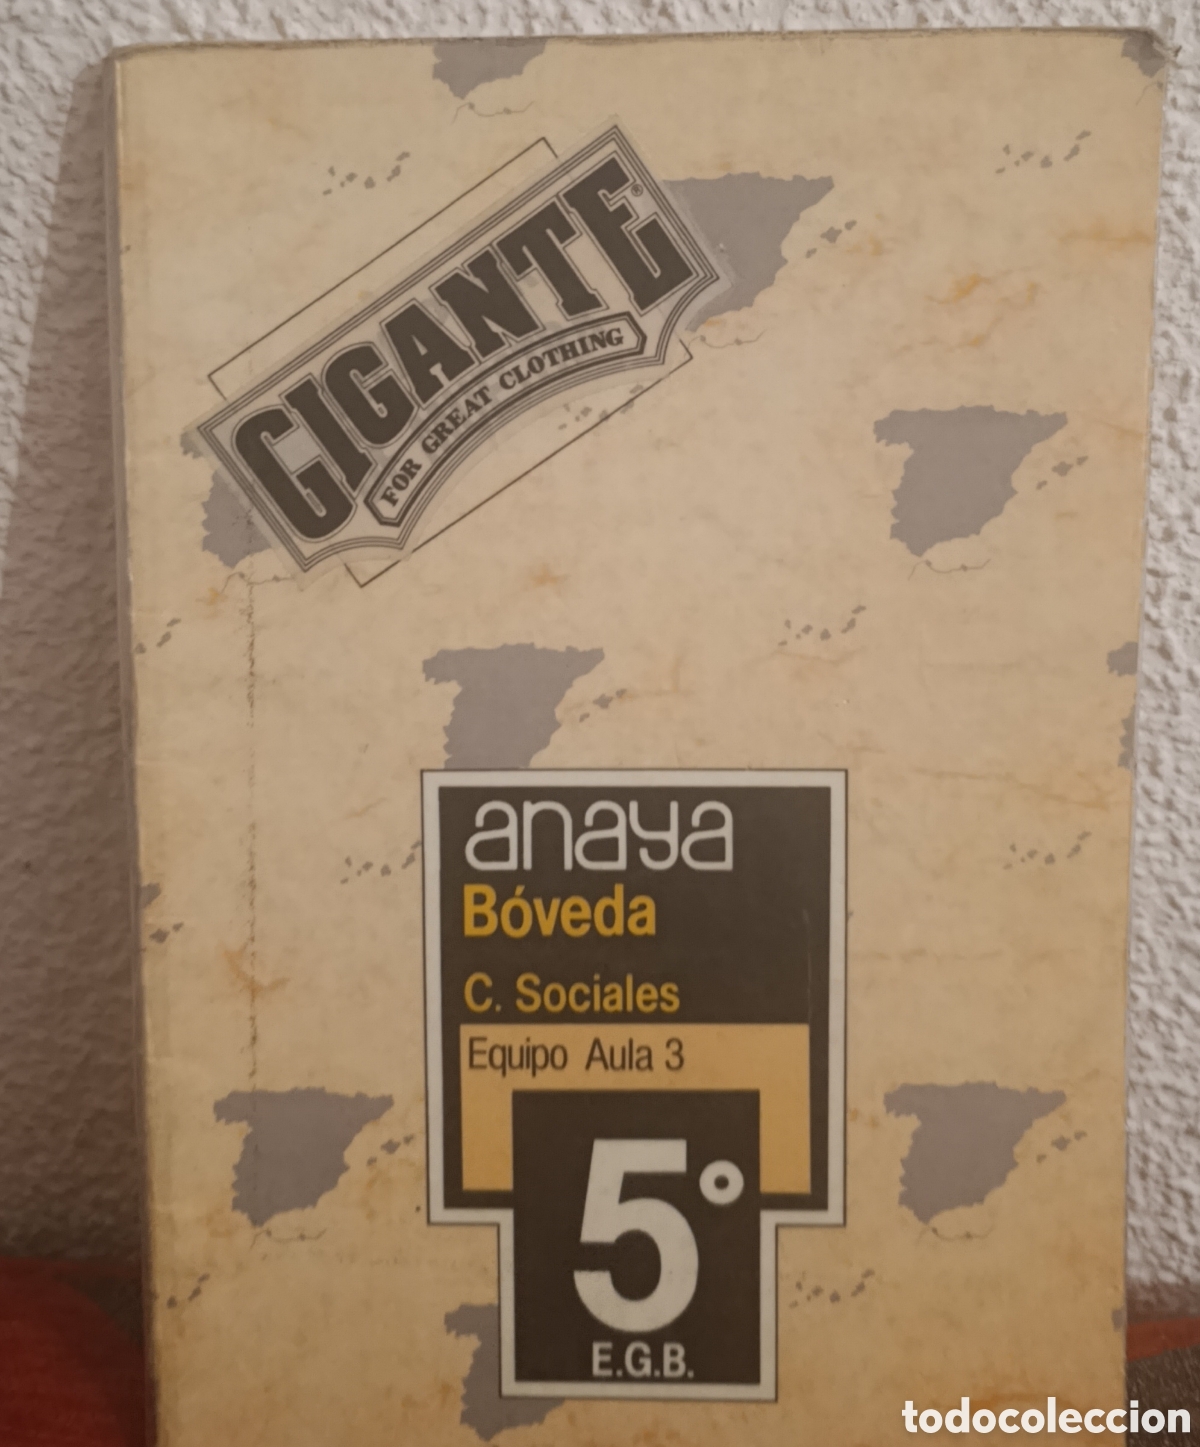 GIGANTE®
FOR GREAT CLOTHING
anaya
Bóveda
C. Sociales
Equipo Aula 3
5°
E.G.B.
todocoleccion